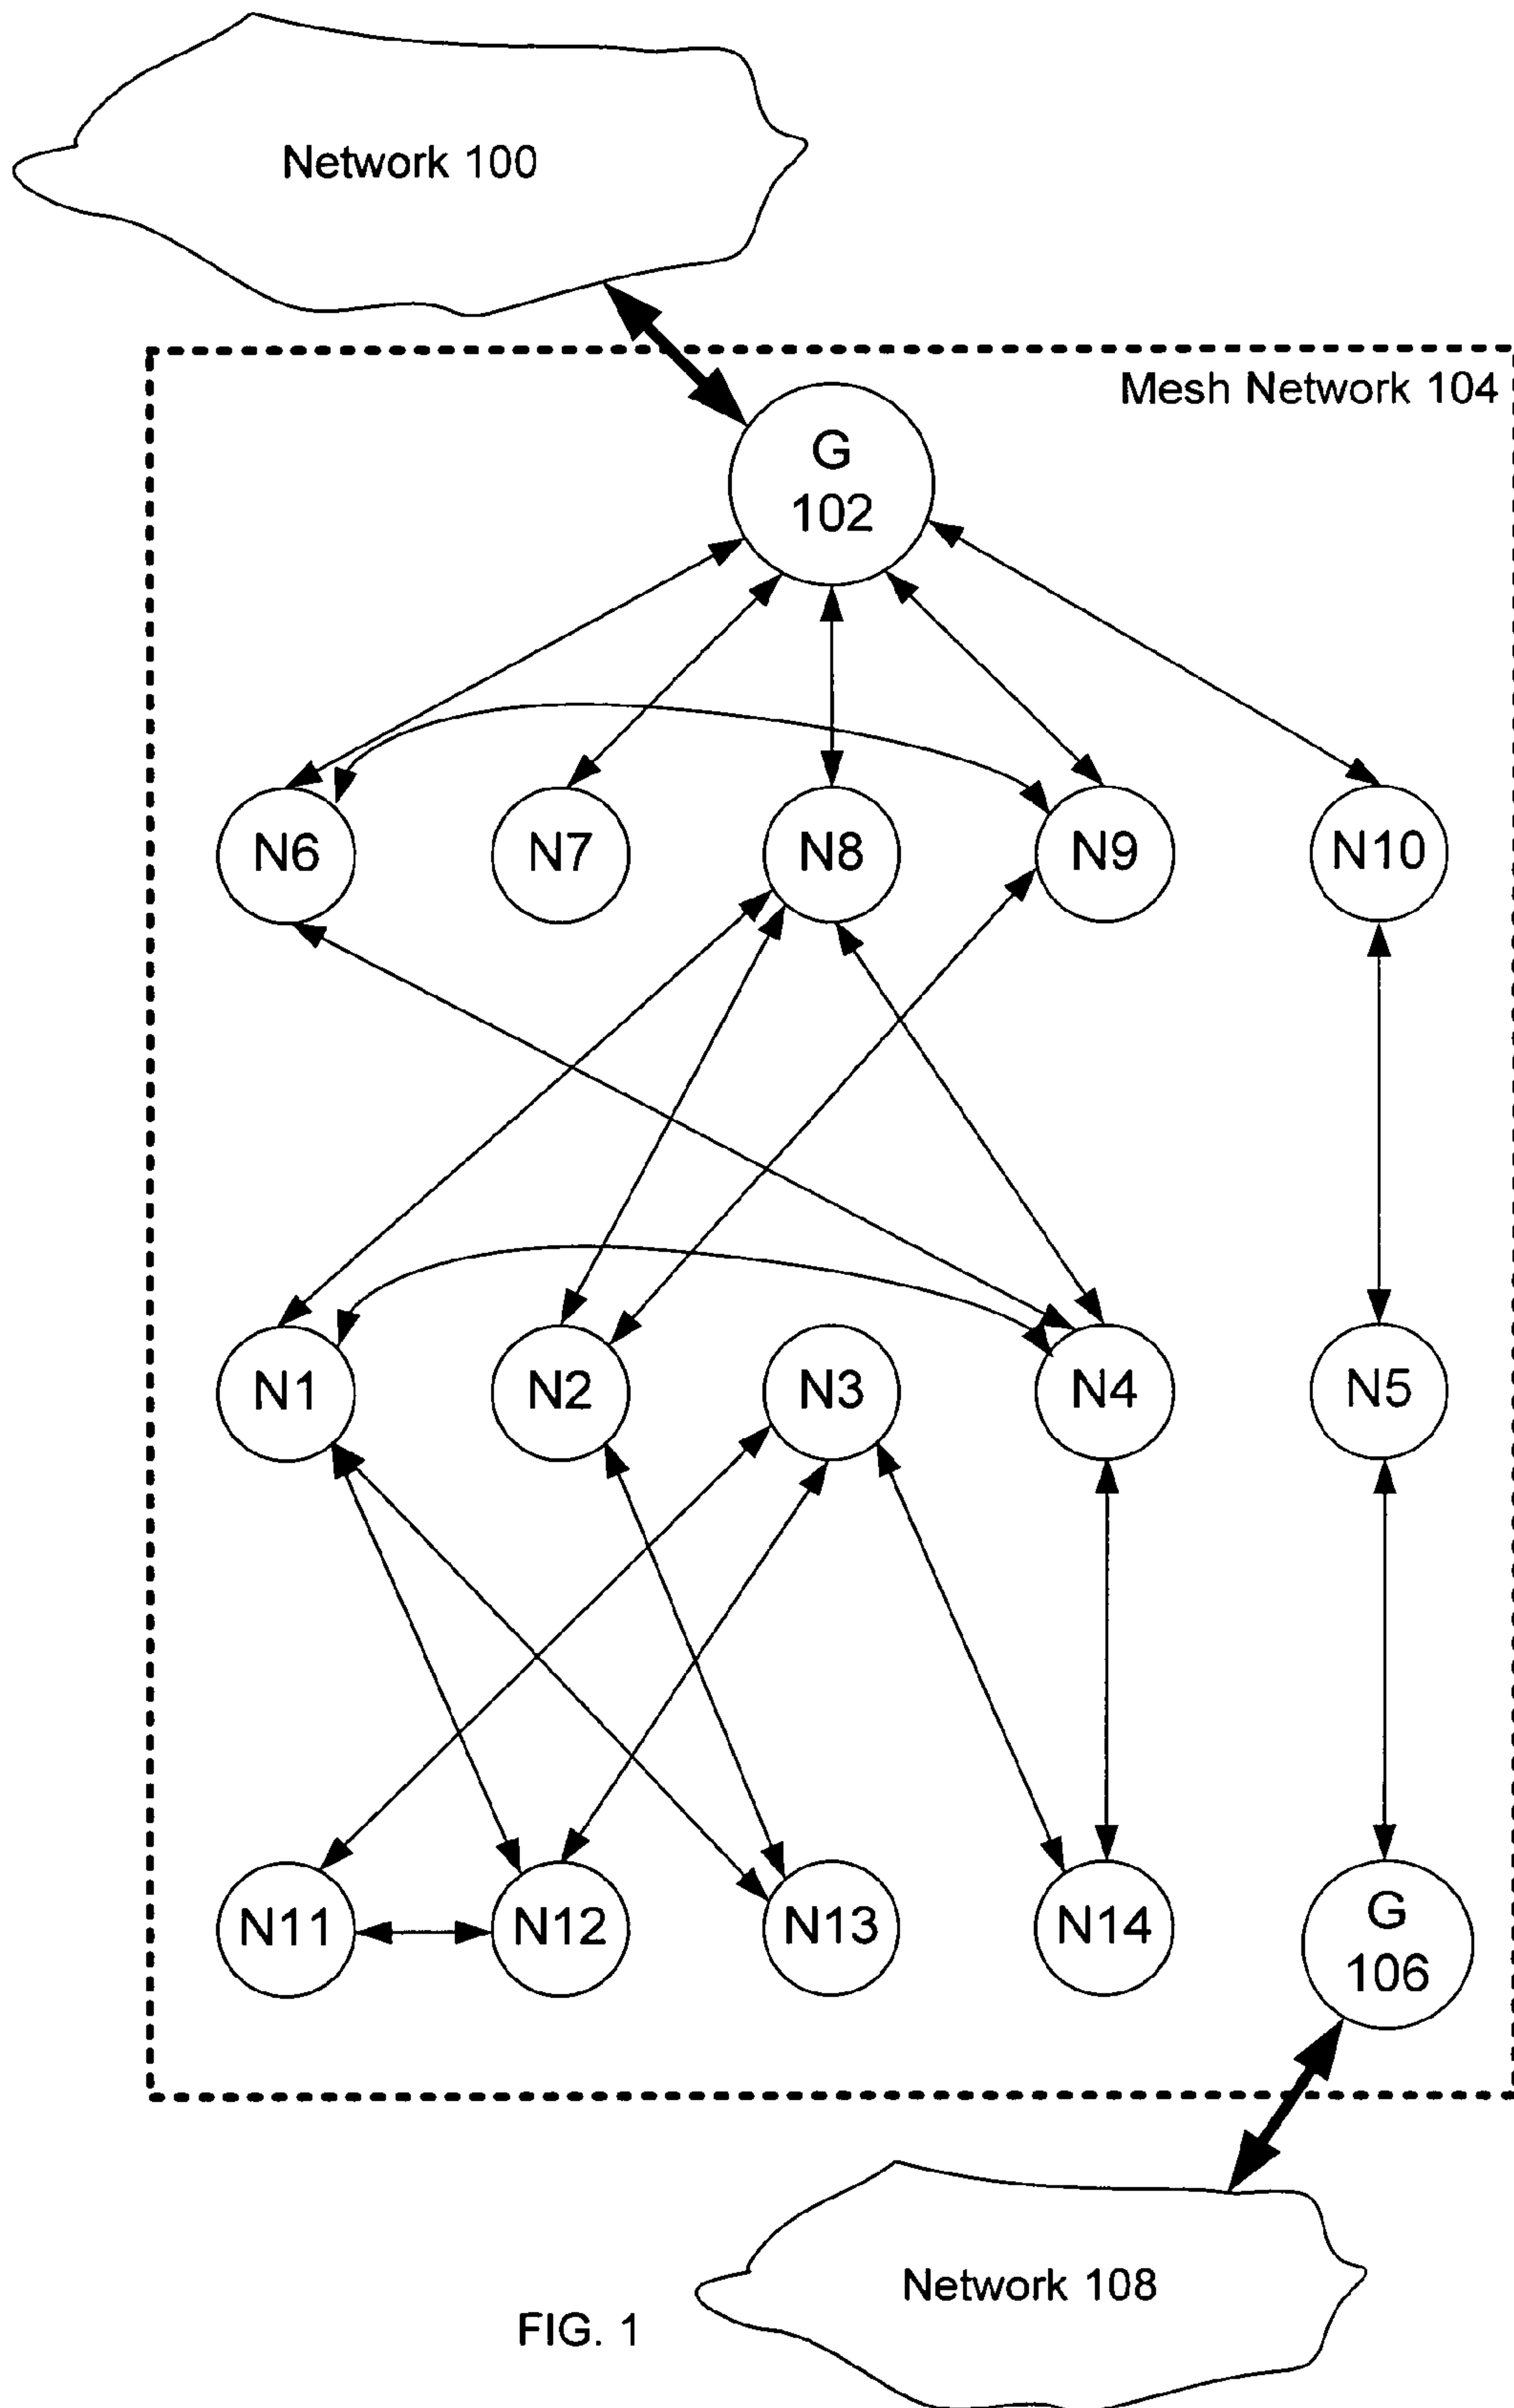 Network 100
Mesh Network 104
G
102
N6
N7
N8
N9
N10
N1
N2
N3
N4
N5
N11
N12
N13
N14
G
106
Network 108
FIG. 1